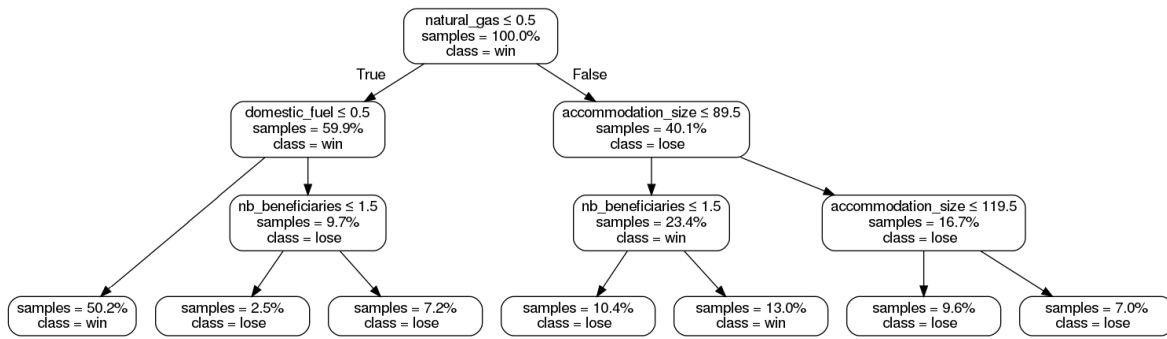 natural_gas ≤ 0.5
samples = 100.0%
class = win
True
False
domestic_fuel ≤ 0.5
samples = 59.9%
class = win
accommodation_size ≤ 89.5
samples = 40.1%
class = lose
nb_beneficiaries ≤ 1.5
samples = 9.7%
class = lose
nb_beneficiaries ≤ 1.5
samples = 23.4%
class = win
accommodation_size ≤ 119.5
samples = 16.7%
class = lose
samples = 50.2%
class = win
samples = 2.5%
class = lose
samples = 7.2%
class = lose
samples = 10.4%
class = lose
samples = 13.0%
class = win
samples = 9.6%
class = lose
samples = 7.0%
class = lose